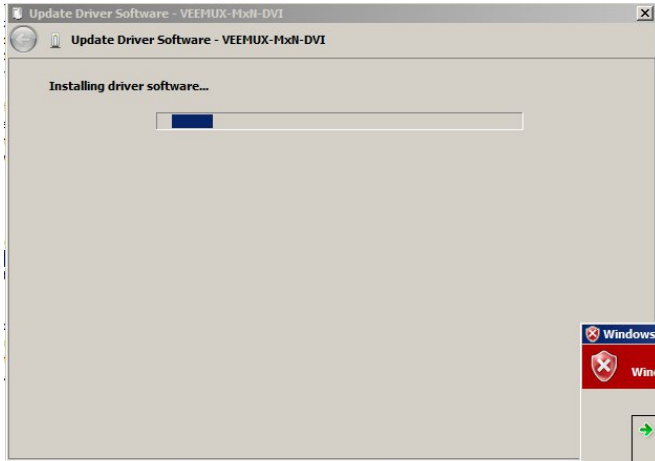 Update Driver Software - VEEMUX-MxN-DVI
Update Driver Software - VEEMUX-MxN-DVI
Installing driver software...
Windows